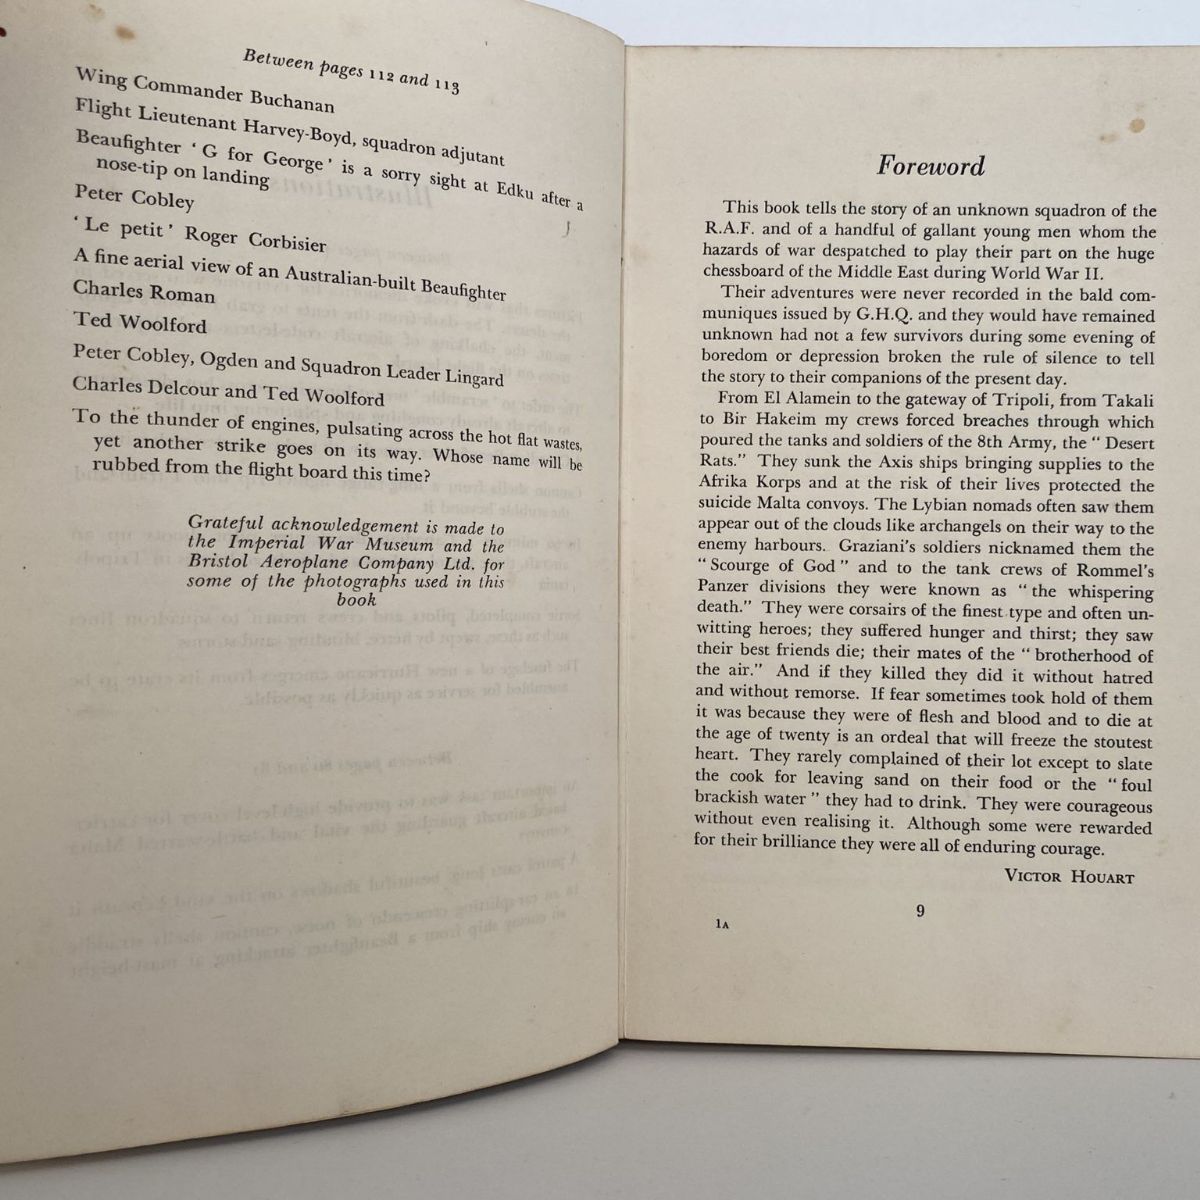 Between pages 112 and 113
Wing Commander Buchanan
Flight Lieutenant Harvey-Boyd, squadron adjutant
Beaufighter ‘ G for George ’ is a sorry sight at Edku after a
nose-tip on landing
Peter Cobley
‘ Le petit ’ Roger Corbisier
A fine aerial view of an Australian-built Beaufighter
Charles Roman
Ted Woolford
Peter Cobley, Ogden and Squadron Leader Lingard
Charles Delcour and Ted Woolford
To the thunder of engines, pulsating across the hot flat wastes,
yet another strike goes on its way. Whose name will be
rubbed from the flight board this time?
Grateful acknowledgement is made to
the Imperial War Museum and the
Bristol Aeroplane Company Ltd. for
some of the photographs used in this
book
Foreword
This book tells the story of an unknown squadron of the
R.A.F. and of a handful of gallant young men whom the
hazards of war despatched to play their part on the huge
chessboard of the Middle East during World War II.
Their adventures were never recorded in the bald com-
muniques issued by G.H.Q. and they would have remained
unknown had not a few survivors during some evening of
boredom or depression broken the rule of silence to tell
the story to their companions of the present day.
From El Alamein to the gateway of Tripoli, from Takali
to Bir Hakeim my crews forced breaches through which
poured the tanks and soldiers of the 8th Army, the “ Desert
Rats.” They sunk the Axis ships bringing supplies to the
Afrika Korps and at the risk of their lives protected the
suicide Malta convoys. The Lybian nomads often saw them
appear out of the clouds like archangels on their way to the
enemy harbours. Graziani's soldiers nicknamed them the
“ Scourge of God ” and to the tank crews of Rommel's
Panzer divisions they were known as “ the whispering
death.” They were corsairs of the finest type and often un-
witting heroes; they suffered hunger and thirst; they saw
their best friends die; their mates of the “ brotherhood of
the air.” And if they killed they did it without hatred
and without remorse. If fear sometimes took hold of them
it was because they were of flesh and blood and to die at
the age of twenty is an ordeal that will freeze the stoutest
heart. They rarely complained of their lot except to slate
the cook for leaving sand on their food or the “ foul
brackish water ” they had to drink. They were courageous
without even realising it. Although some were rewarded
for their brilliance they were all of enduring courage.
VICTOR HOUART
9
1A